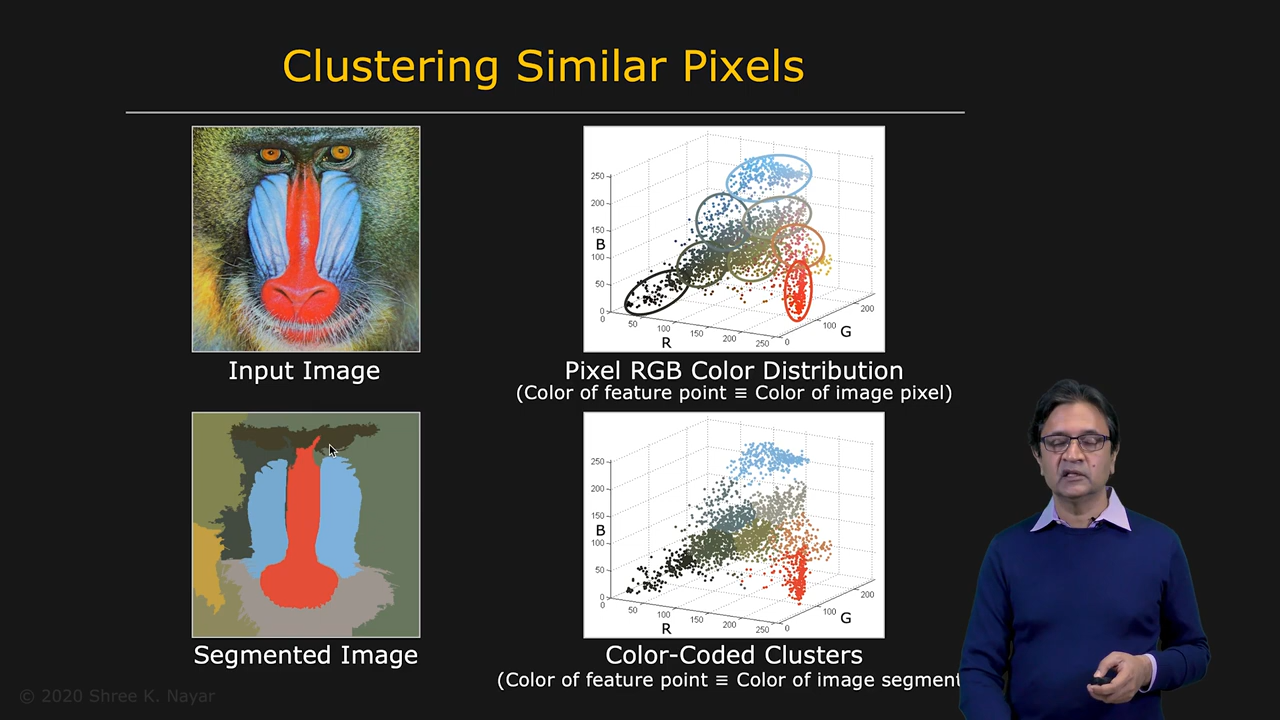 Clustering Similar Pixels
250
200
150
B
100
50
0
0
50
100
150
200
250
R
0
100
200
G
Input Image
Pixel RGB Color Distribution
(Color of feature point ≡ Color of image pixel)
250
200
150
B
100
50
0
0
50
100
150
200
250
R
0
100
200
G
Segmented Image
Color-Coded Clusters
(Color of feature point ≡ Color of image segment
© 2020 Shree K. Nayar